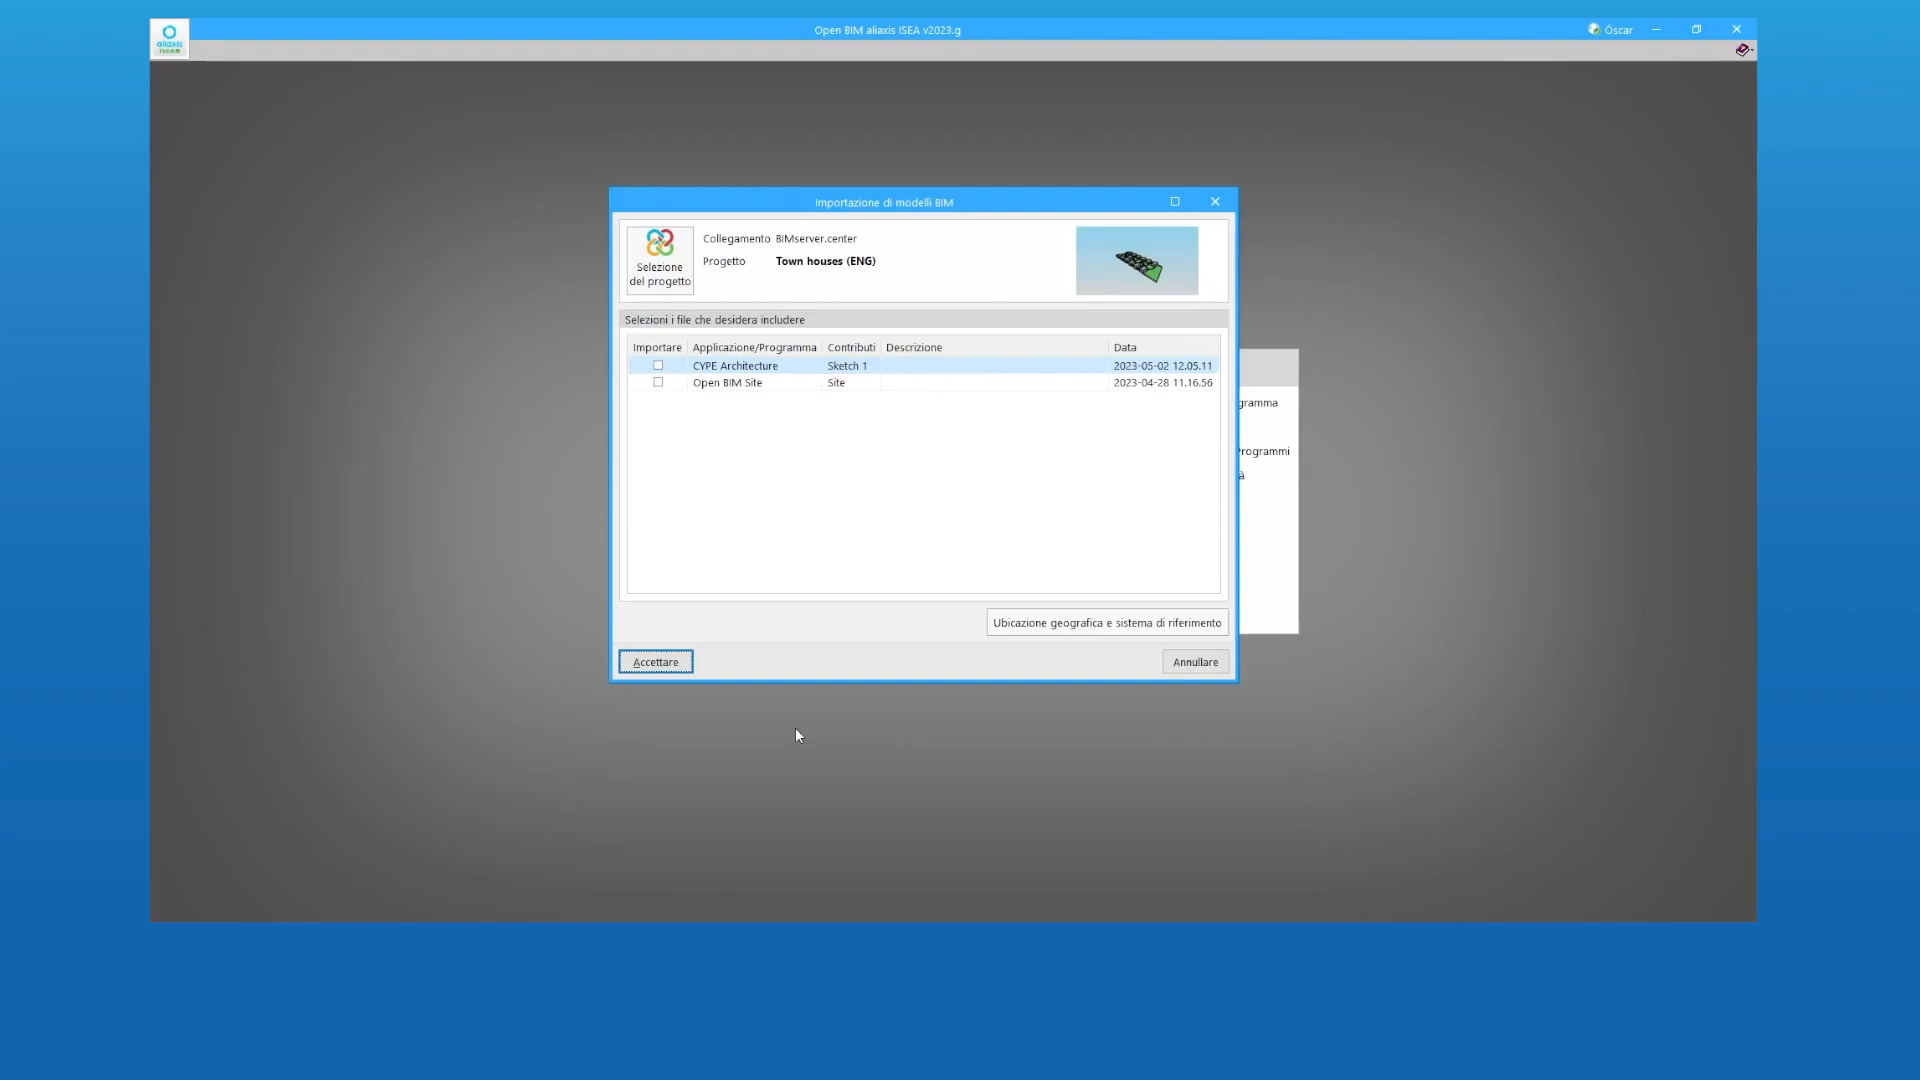 Open BIM aliaxis ISEA v2023.g
Óscar
aliaxis
ISEA
Importazione di modelli BIM
Selezione
del progetto
Collegamento BIMserver.center
Progetto Town houses (ENG)
Selezioni i file che desidera includere
Importare Applicazione/Programma Contributi Descrizione Data
CYPE Architecture Sketch 1 2023-05-02 12.05.11
Open BIM Site Site 2023-04-28 11.16.56
gramma
Programmi
à
Ubicazione geografica e sistema di riferimento
Accettare
Annullare